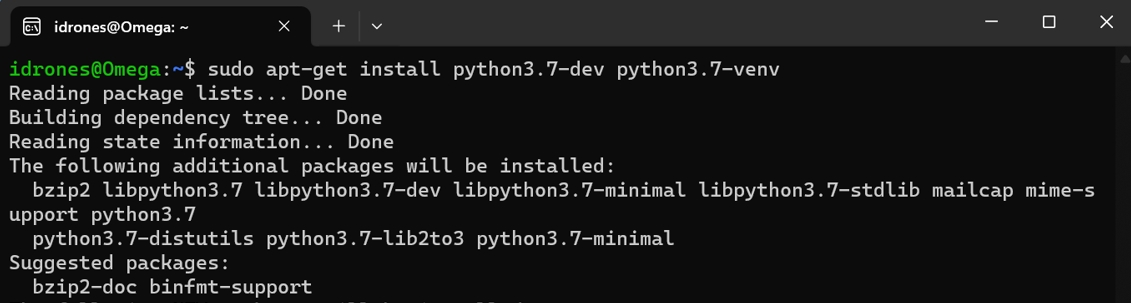 idrones@Omega: ~
idrones@Omega:~$ sudo apt-get install python3.7-dev python3.7-venv
Reading package lists... Done
Building dependency tree... Done
Reading state information... Done
The following additional packages will be installed:
  bzip2 libpython3.7 libpython3.7-dev libpython3.7-minimal libpython3.7-stdlib mailcap mime-s
upport python3.7
  python3.7-distutils python3.7-lib2to3 python3.7-minimal
Suggested packages:
  bzip2-doc binfmt-support